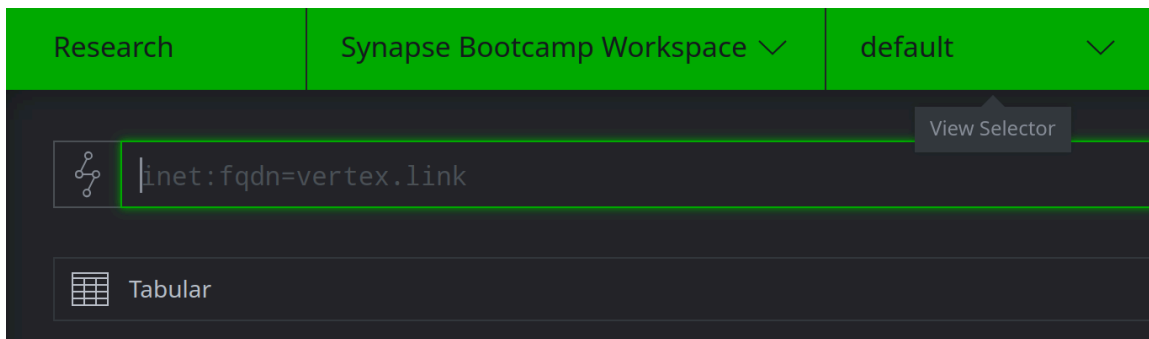 Research
Synapse Bootcamp Workspace
default
View Selector
inet:fqdn=vertex.link
Tabular